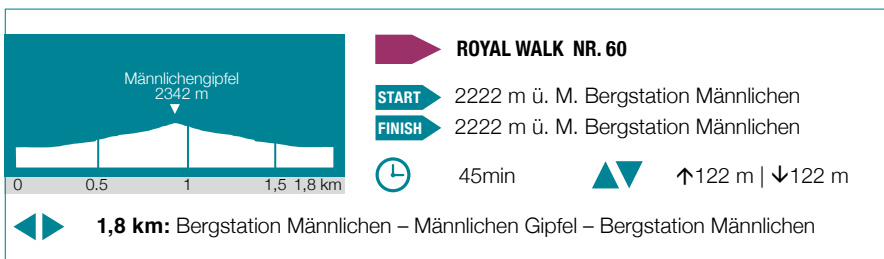 ROYAL WALK NR. 60
Männlichengipfel
2342 m
START 2222 m ü. M. Bergstation Männlichen
FINISH 2222 m ü. M. Bergstation Männlichen
0 0.5 1 1,5 1,8 km
45min ↑122 m | ↓122 m
1,8 km: Bergstation Männlichen – Männlichen Gipfel – Bergstation Männlichen